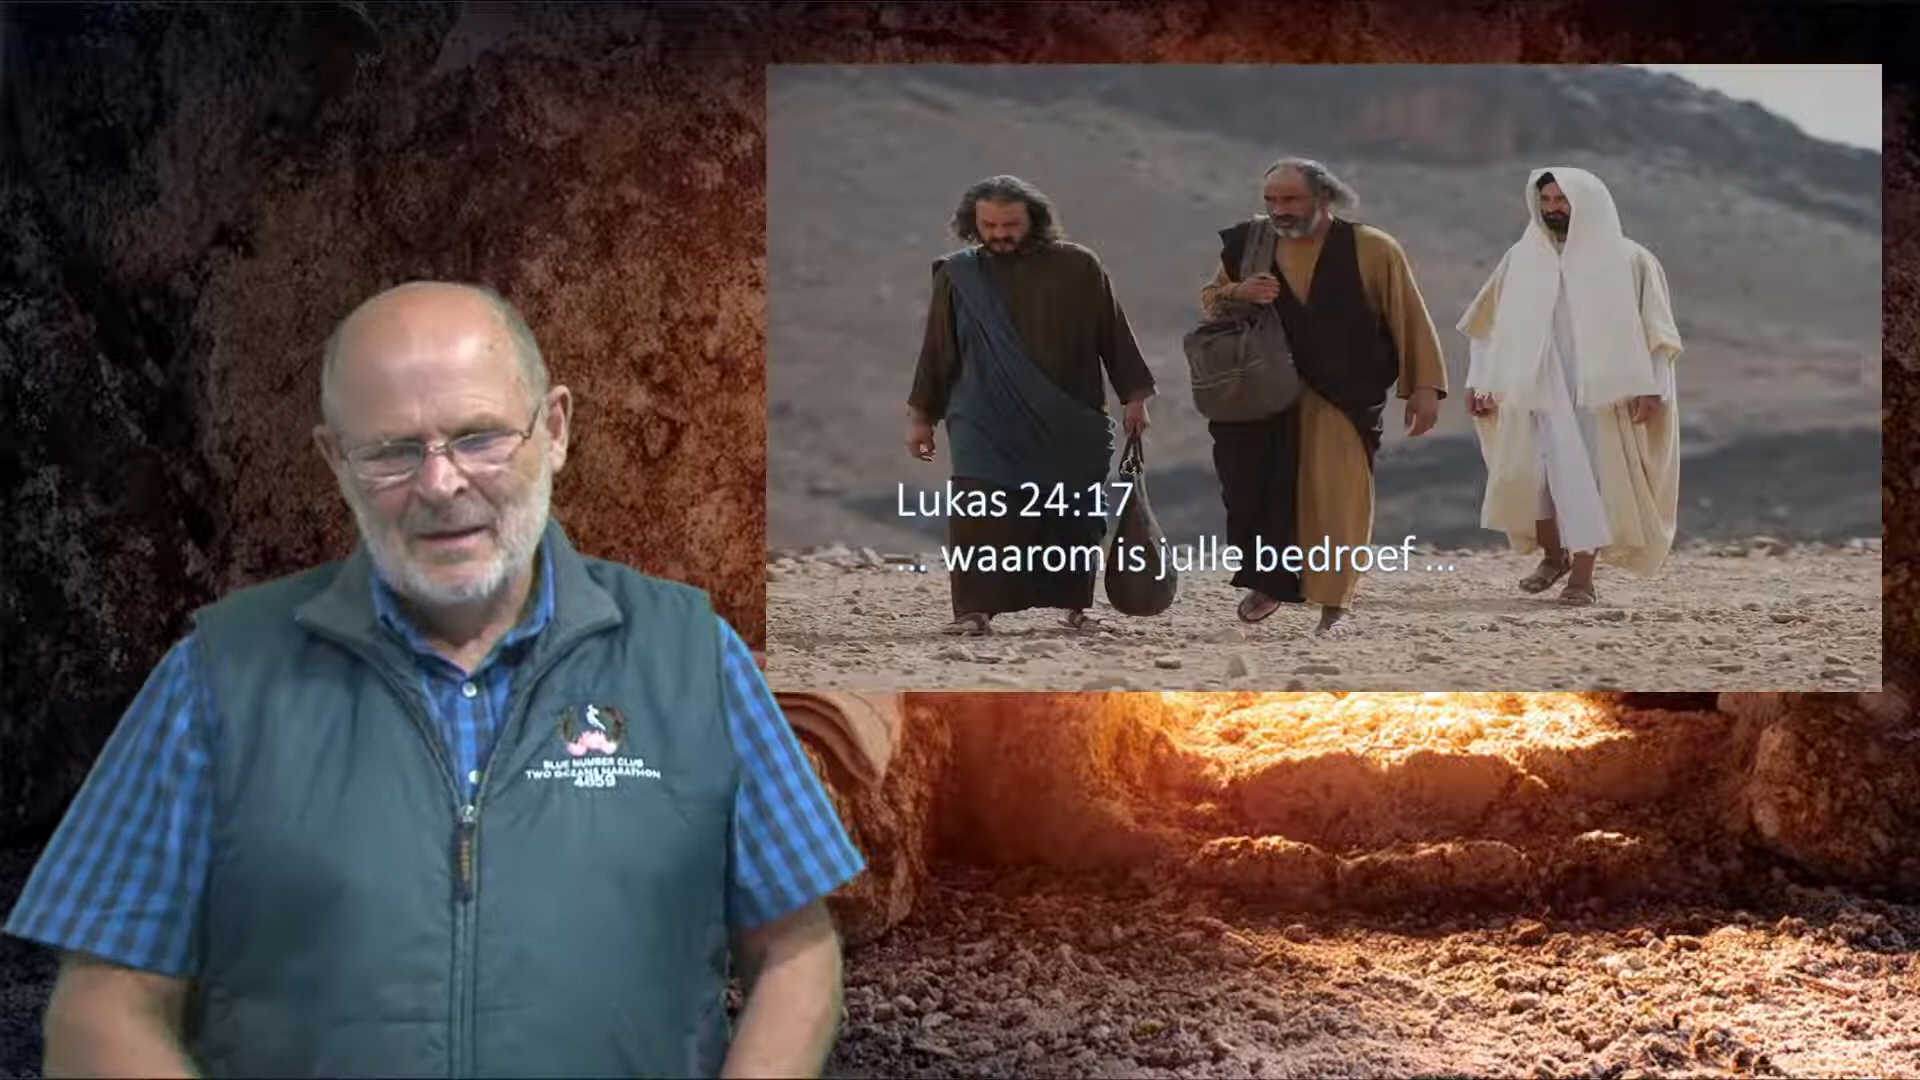 Lukas 24:17
... waarom is julle bedroef ...
BLUE NUMBER CLUB
TWO OCEANS MARATHON
4659